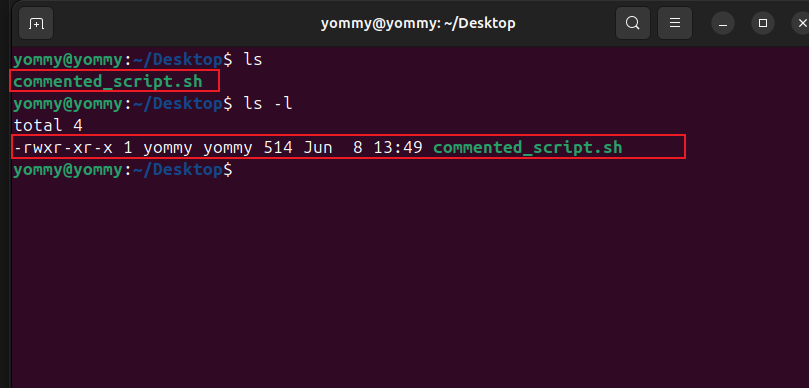 yommy@yommy: ~/Desktop
yommy@yommy:~/Desktop$ ls
commented_script.sh
yommy@yommy:~/Desktop$ ls -l
total 4
-rwxr-xr-x 1 yommy yommy 514 Jun  8 13:49 commented_script.sh
yommy@yommy:~/Desktop$